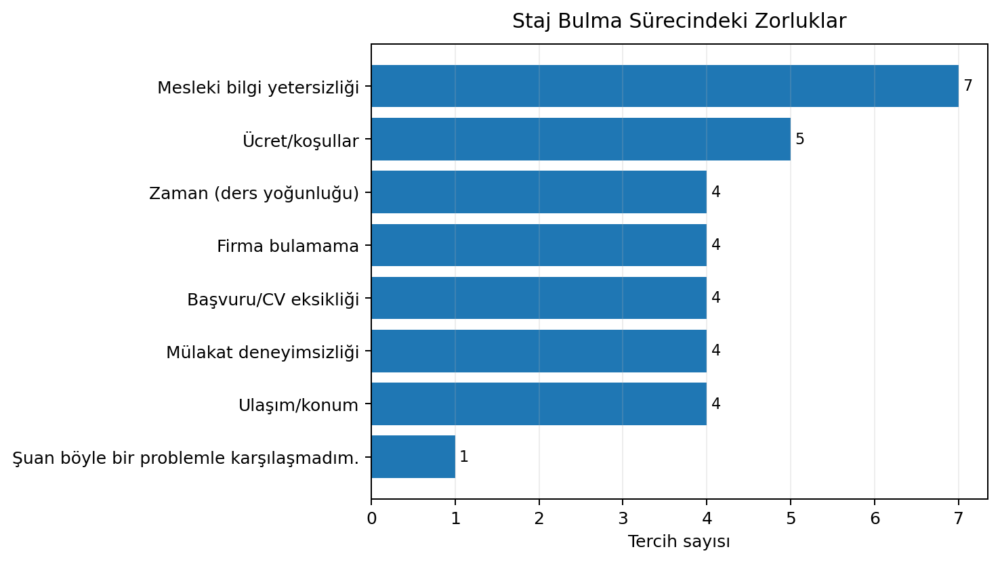 Staj Bulma Sürecindeki Zorluklar
Mesleki bilgi yetersizliği
7
Ücret/koşullar
5
Zaman (ders yoğunluğu)
4
Firma bulamama
4
Başvuru/CV eksikliği
4
Mülakat deneyimsizliği
4
Ulaşım/konum
4
Şuan böyle bir problemle karşılaşmadım.
1
0 1 2 3 4 5 6 7
Tercih sayısı